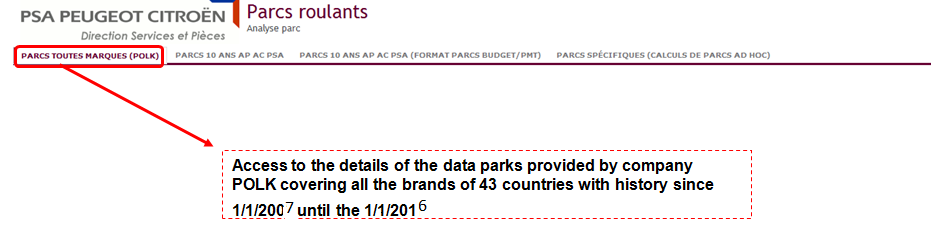 PSA PEUGEOT CITROËN
Direction Services et Pièces
Parcs roulants
Analyse parc
PARCS TOUTES MARQUES (POLK) PARCS 10 ANS AP AC PSA PARCS 10 ANS AP AC PSA (FORMAT PARCS BUDGET/PMT) PARCS SPÉCIFIQUES (CALCULS DE PARCS AD HOC)
Access to the details of the data parks provided by company
POLK covering all the brands of 43 countries with history since
1/1/2007 until the 1/1/2016